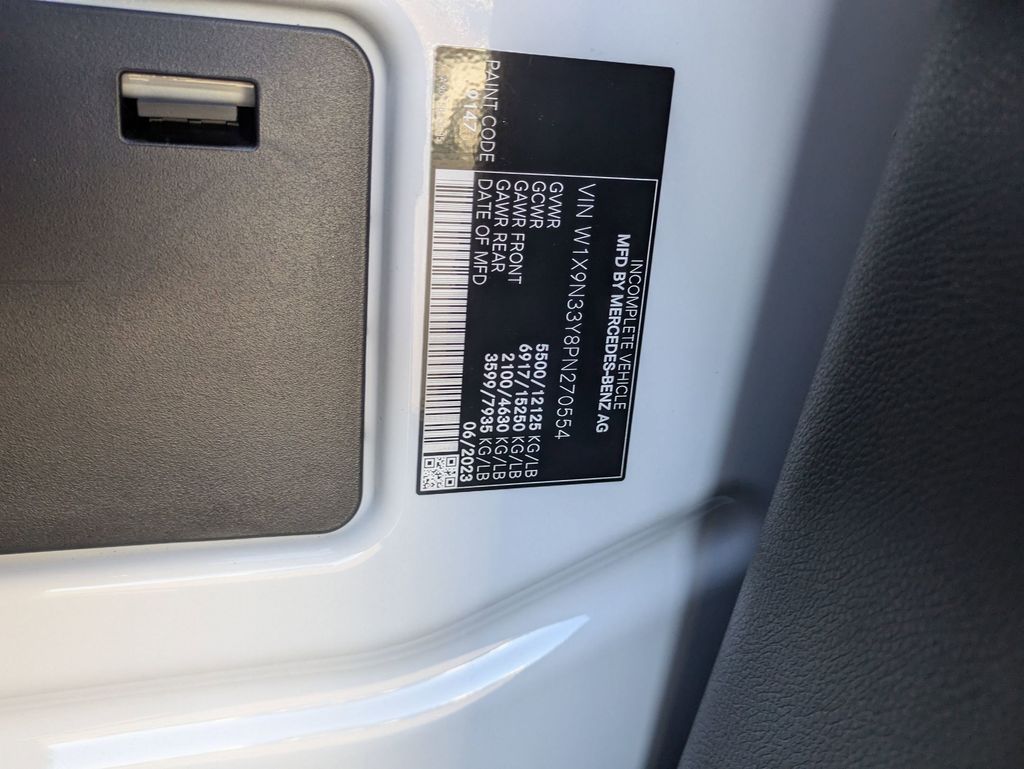 INCOMPLETE VEHICLE
MFD BY MERCEDES-BENZ AG
VIN W1X9N33Y8PN270554
GVWR 5500/12125 KG/LB
GCWR 6917/15250 KG/LB
GAWR FRONT 2100/4630 KG/LB
GAWR REAR 3599/7935 KG/LB
DATE OF MFD 06/2023
PAINT CODE
9147